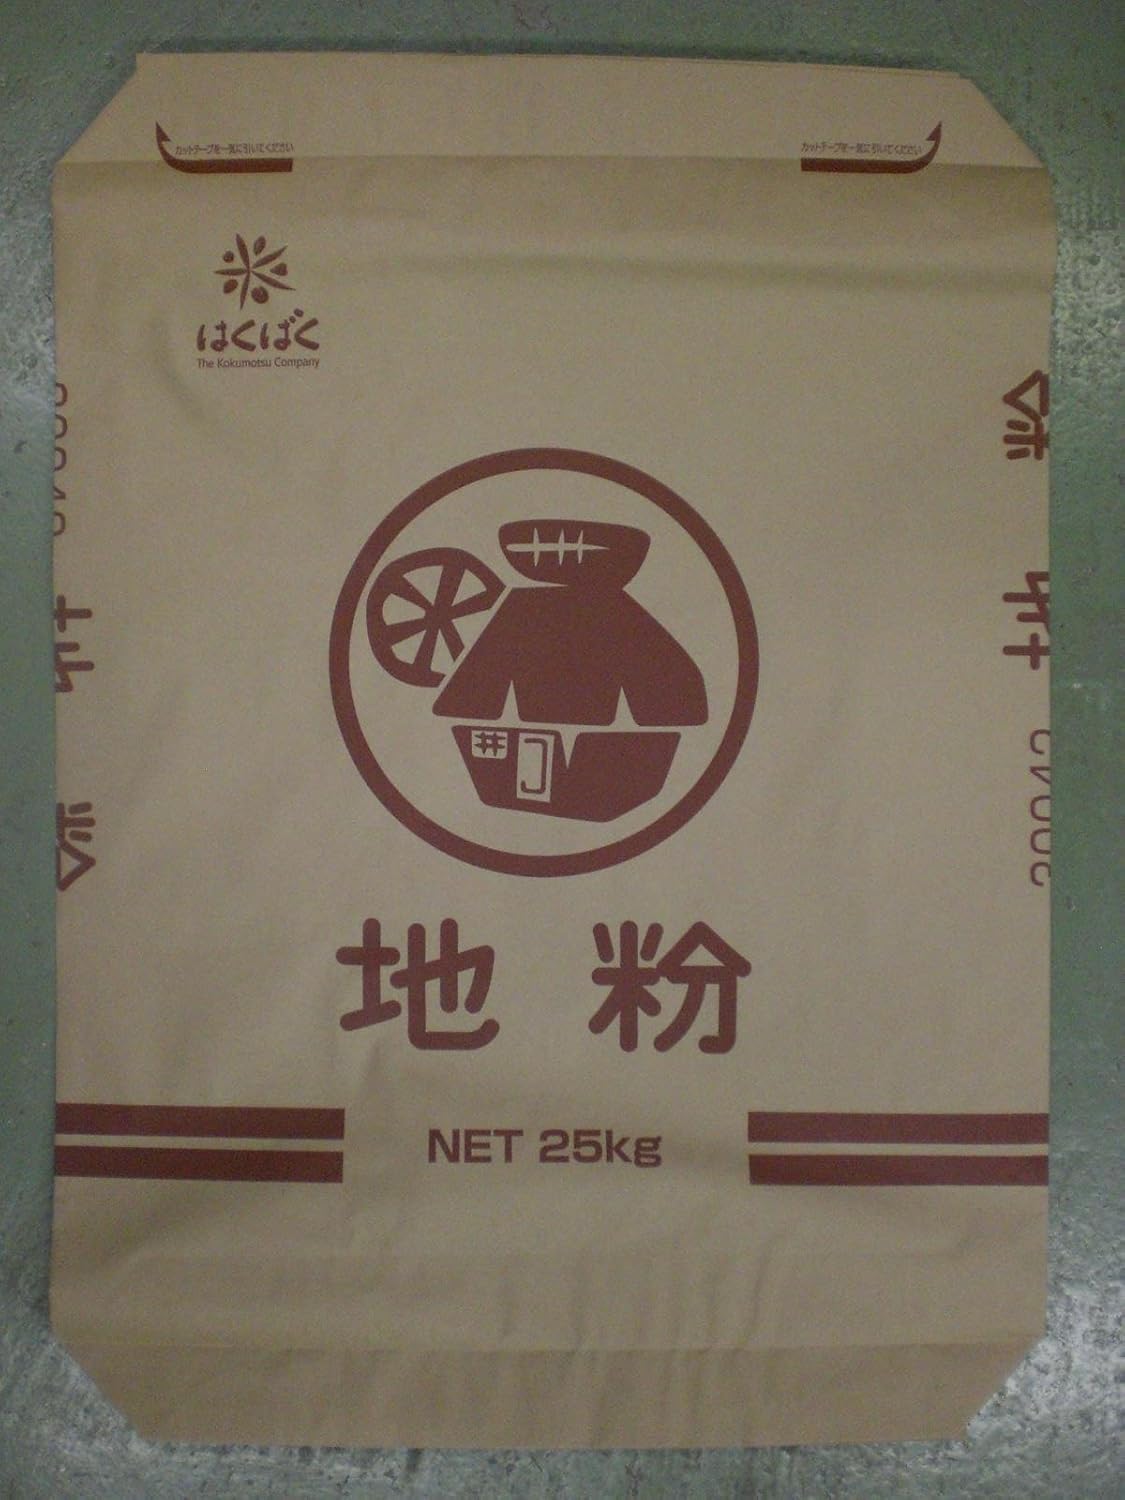 カットテープを一気に引いてください
カットテープを一気に引いてください
はくばく
The Kokumotsu Company
地粉
NET 25kg